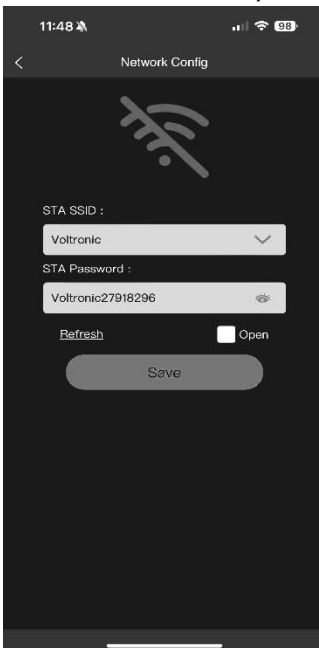 11:48
98
Network Config
STA SSID :
Voltronic
STA Password :
Voltronic27918296
Refresh
Open
Save